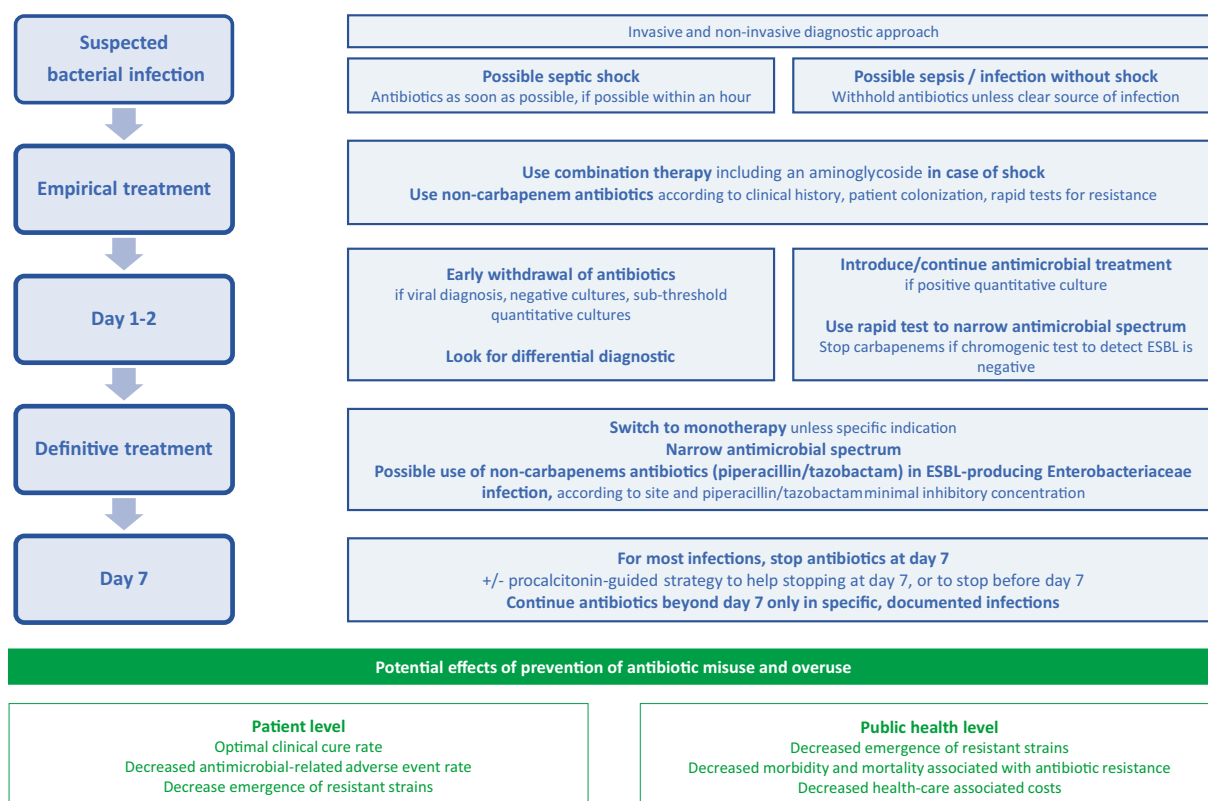 Suspected
bacterial infection
Invasive and non-invasive diagnostic approach
Possible septic shock
Antibiotics as soon as possible, if possible within an hour
Possible sepsis / infection without shock
Withhold antibiotics unless clear source of infection
Empirical treatment
Use combination therapy including an aminoglycoside in case of shock
Use non-carbapenem antibiotics according to clinical history, patient colonization, rapid tests for resistance
Day 1-2
Early withdrawal of antibiotics
if viral diagnosis, negative cultures, sub-threshold
quantitative cultures
Look for differential diagnostic
Introduce/continue antimicrobial treatment
if positive quantitative culture
Use rapid test to narrow antimicrobial spectrum
Stop carbapenems if chromogenic test to detect ESBL is
negative
Definitive treatment
Switch to monotherapy unless specific indication
Narrow antimicrobial spectrum
Possible use of non-carbapenems antibiotics (piperacillin/tazobactam) in ESBL-producing Enterobacteriaceae
infection, according to site and piperacillin/tazobactam minimal inhibitory concentration
Day 7
For most infections, stop antibiotics at day 7
+/- procalcitonin-guided strategy to help stopping at day 7, or to stop before day 7
Continue antibiotics beyond day 7 only in specific, documented infections
Potential effects of prevention of antibiotic misuse and overuse
Patient level
Optimal clinical cure rate
Decreased antimicrobial-related adverse event rate
Decrease emergence of resistant strains
Public health level
Decreased emergence of resistant strains
Decreased morbidity and mortality associated with antibiotic resistance
Decreased health-care associated costs